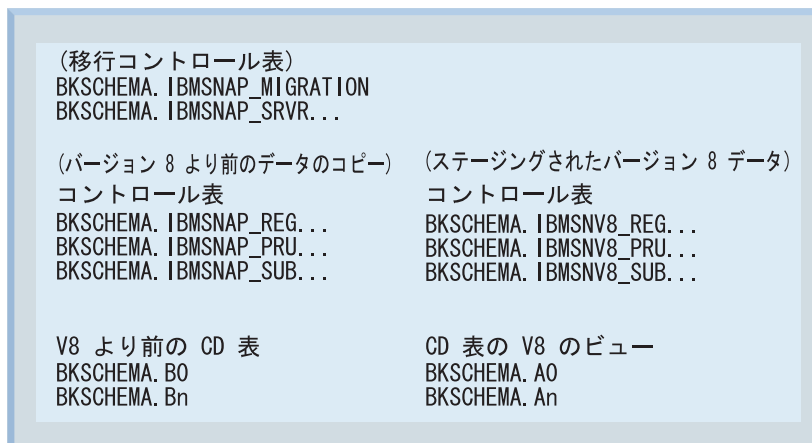 (移行コントロール表)
BKSCHEMA.IBMSNAP_MIGRATION
BKSCHEMA.IBMSNAP_SRVR...
(バージョン 8 より前のデータのコピー)
コントロール表
BKSCHEMA.IBMSNAP_REG...
BKSCHEMA.IBMSNAP_PRU...
BKSCHEMA.IBMSNAP_SUB...
(ステージングされたバージョン 8 データ)
コントロール表
BKSCHEMA.IBMSNV8_REG...
BKSCHEMA.IBMSNV8_PRU...
BKSCHEMA.IBMSNV8_SUB...
V8 より前の CD 表
BKSCHEMA.B0
BKSCHEMA.Bn
CD 表の V8 のビュー
BKSCHEMA.A0
BKSCHEMA.An